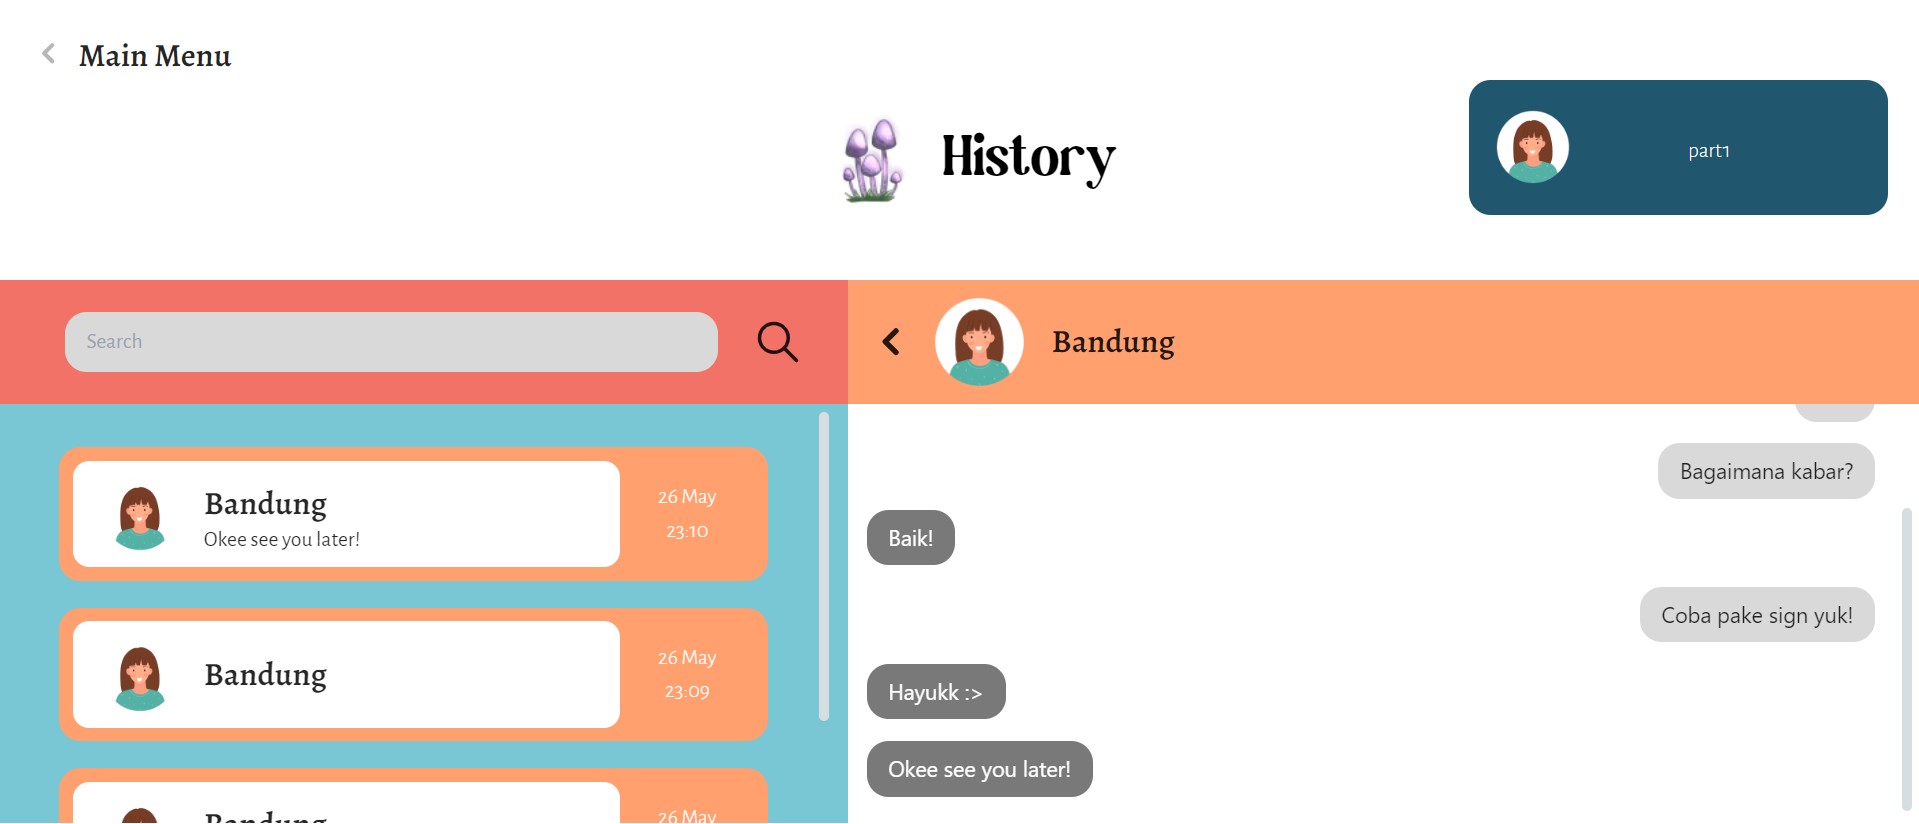 Main Menu
History
part1
Search
Bandung
Okee see you later!
26 May
23:10
Bandung
26 May
23:09
Bandung
26 May
Bandung
Bagaimana kabar?
Baik!
Coba pake sign yuk!
Hayukk :>
Okee see you later!